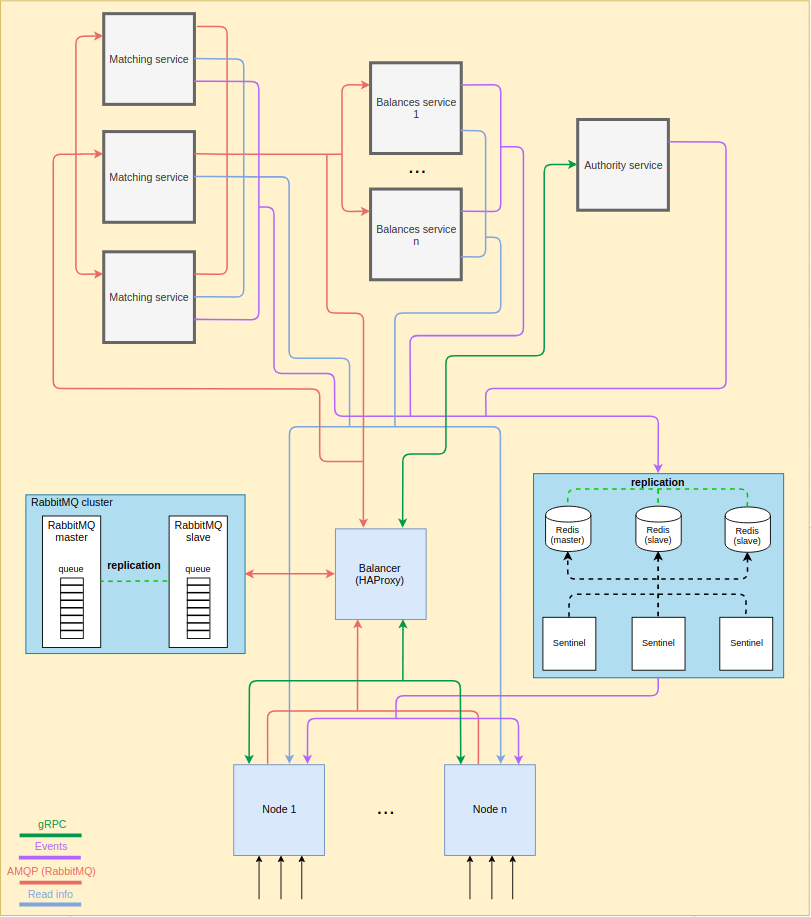 Matching service
Matching service
Matching service
Balances service
1
...
Balances service
n
Authority service
RabbitMQ cluster
RabbitMQ
master
queue
replication
RabbitMQ
slave
queue
Balancer
(HAProxy)
replication
Redis
(master)
Redis
(slave)
Redis
(slave)
Sentinel
Sentinel
Sentinel
Node 1
...
Node n
gRPC
Events
AMQP (RabbitMQ)
Read info